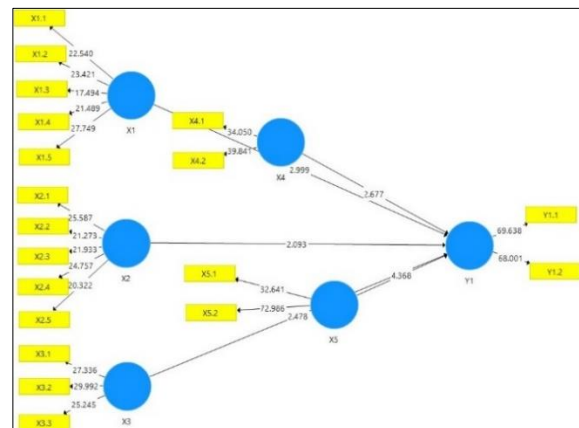 X1.1
X1.2
X1.3
X1.4
X1.5
22.540
23.421
17.494
21.489
27.749
X1
X4.1
X4.2
34.050
39.841
X4
2.999
2.677
X2.1
X2.2
X2.3
X2.4
X2.5
25.587
21.273
21.933
24.757
20.322
X2
2.093
Y1.1
Y1.2
69.638
68.001
Y1
X5.1
X5.2
32.641
72.986
X5
4.368
2.478
X3.1
X3.2
X3.3
27.336
29.992
25.245
X3